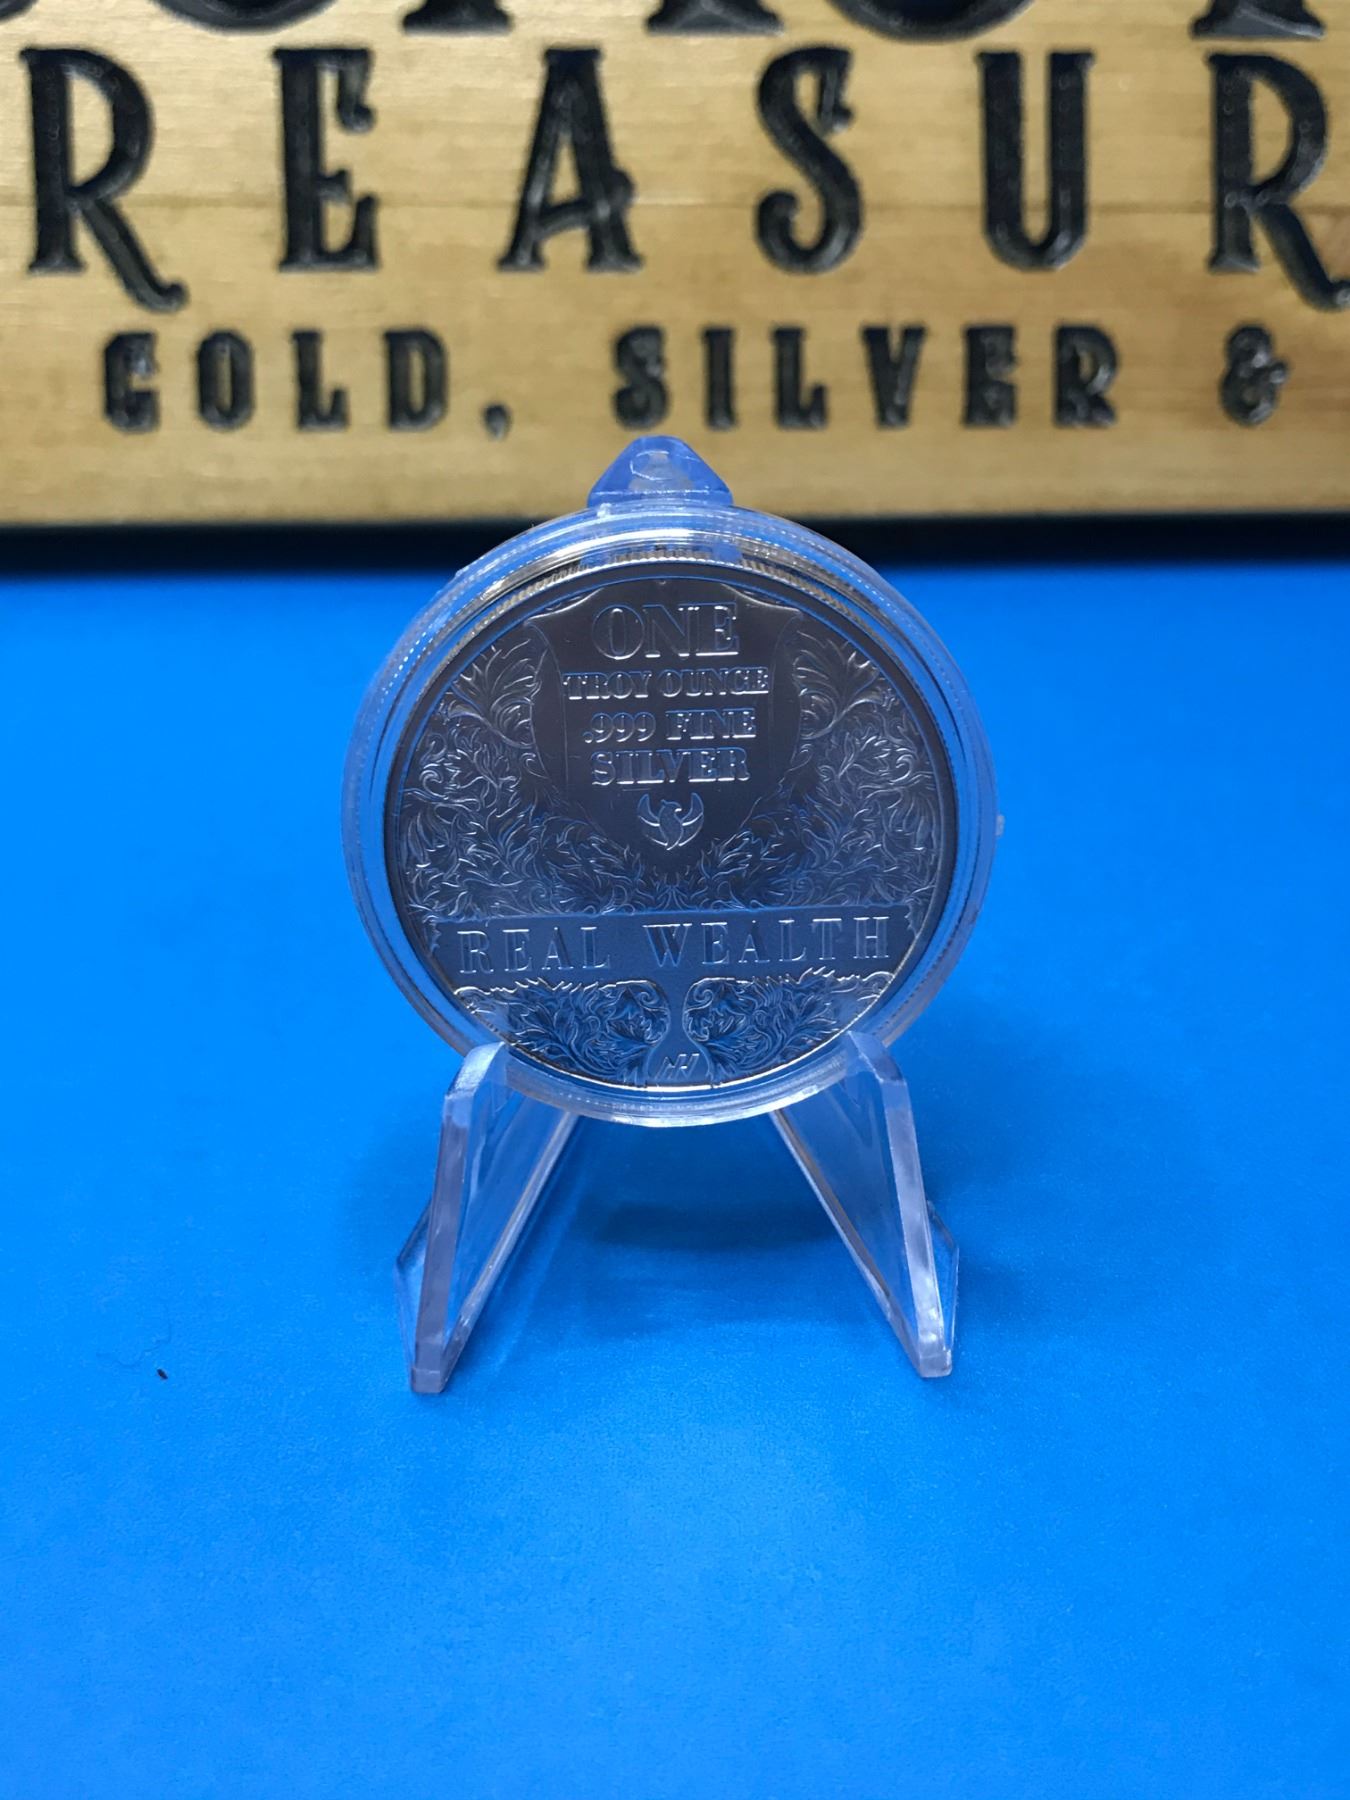 REASUR
GOLD, SILVER &
ONE
TROY OUNCE
.999 FINE
SILVER
REAL WEALTH